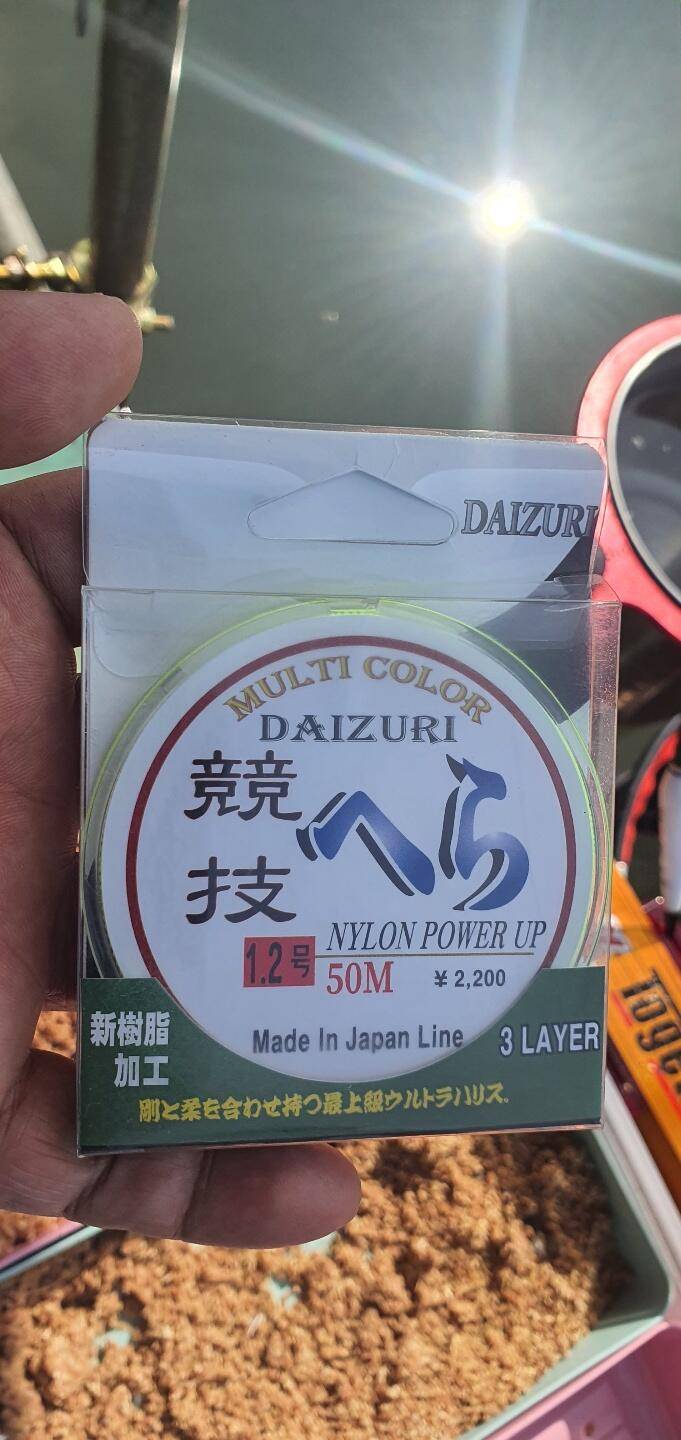 DAIZURI
MULTI COLOR
DAIZURI
競技
へら
NYLON POWER UP
1.2号
50M
¥ 2,200
Made In Japan Line
3 LAYER
新樹脂
加工
剛と柔を合わせ持つ最上級ウルトラハリス。